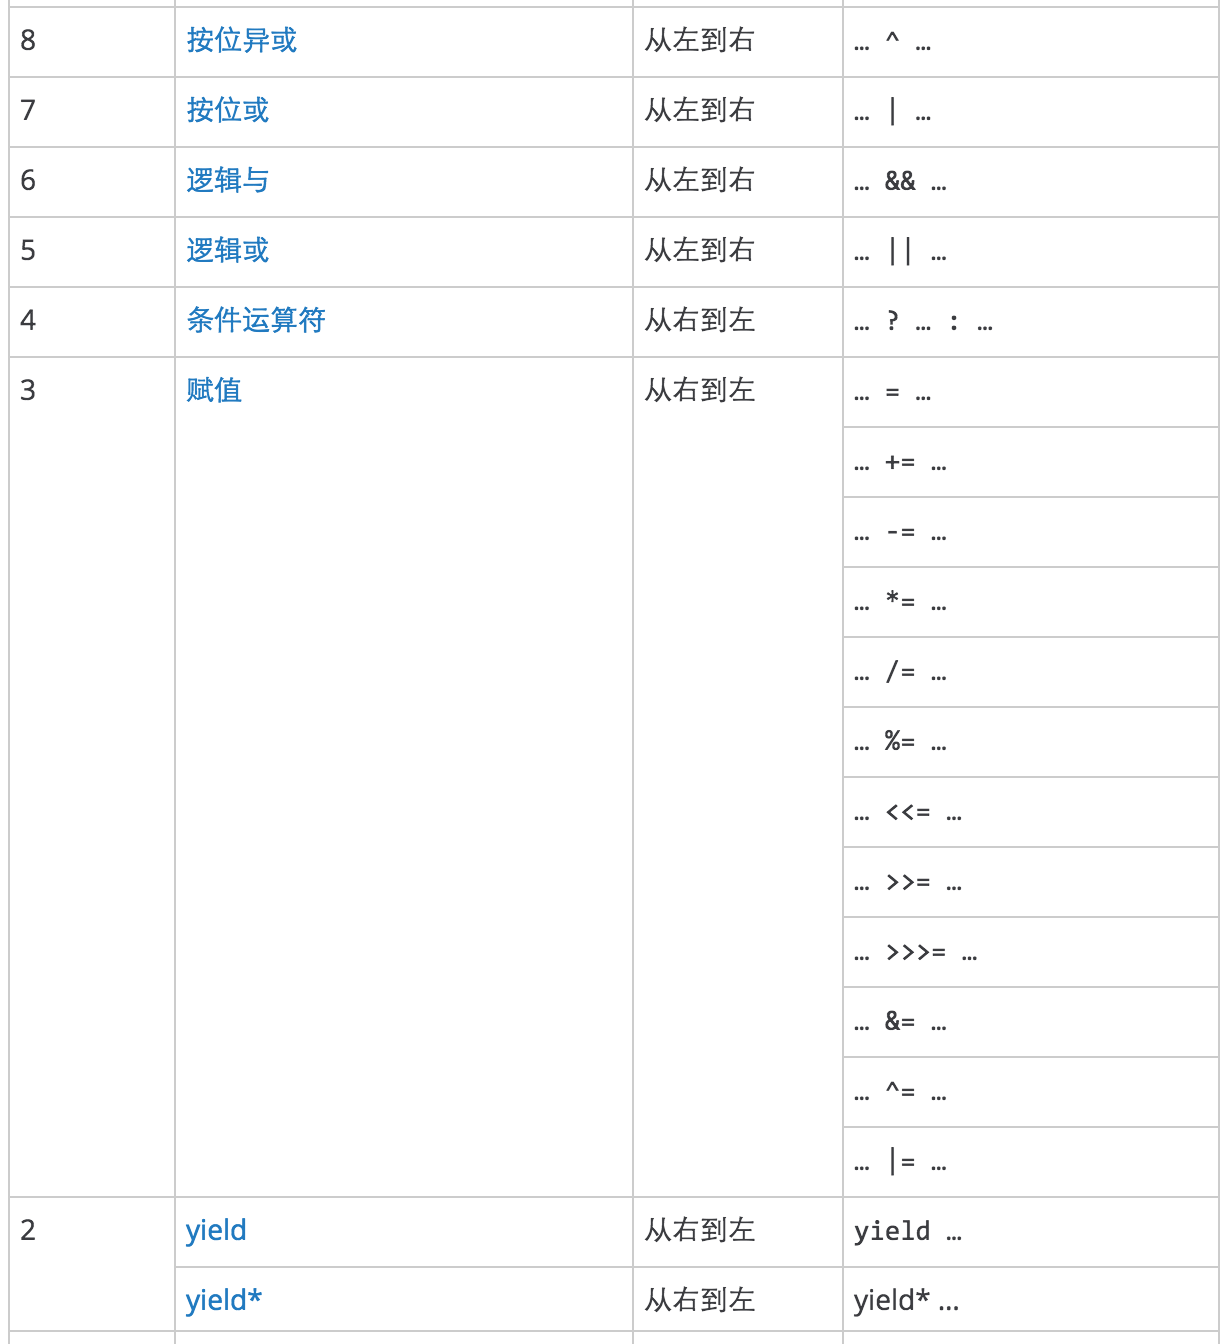 8 按位异或 从左到右 … ^ …
7 按位或 从左到右 … | …
6 逻辑与 从左到右 … && …
5 逻辑或 从左到右 … || …
4 条件运算符 从右到左 … ? … : …
3 赋值 从右到左 … = …
… += …
… -= …
… *= …
… /= …
… %= …
… <<= …
… >>= …
… >>>= …
… &= …
… ^= …
… |= …
2 yield 从右到左 yield …
yield* 从右到左 yield* ...